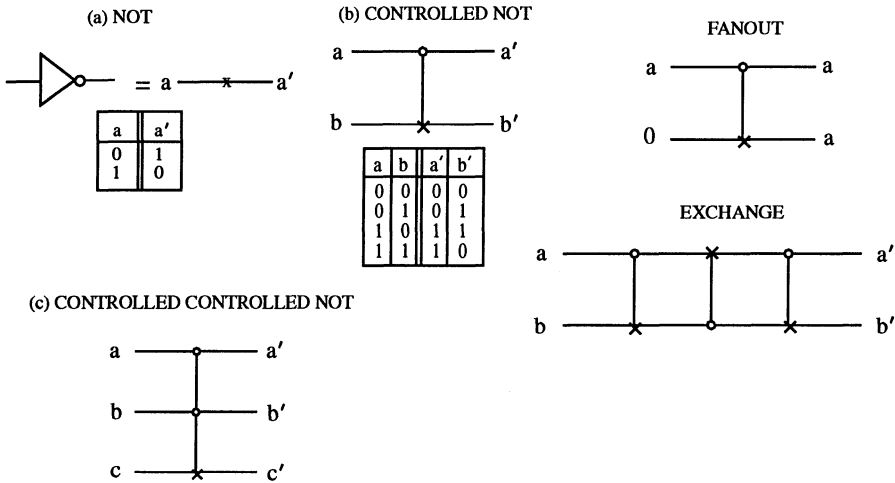 (a) NOT
= a x a′
a a′
0 1
1 0
(b) CONTROLLED NOT
a a′
b b′
a b a′ b′
0 0 0 0
0 1 0 1
1 0 1 1
1 1 1 0
FANOUT
a a
0 a
EXCHANGE
a a′
b b′
(c) CONTROLLED CONTROLLED NOT
a a′
b b′
c c′